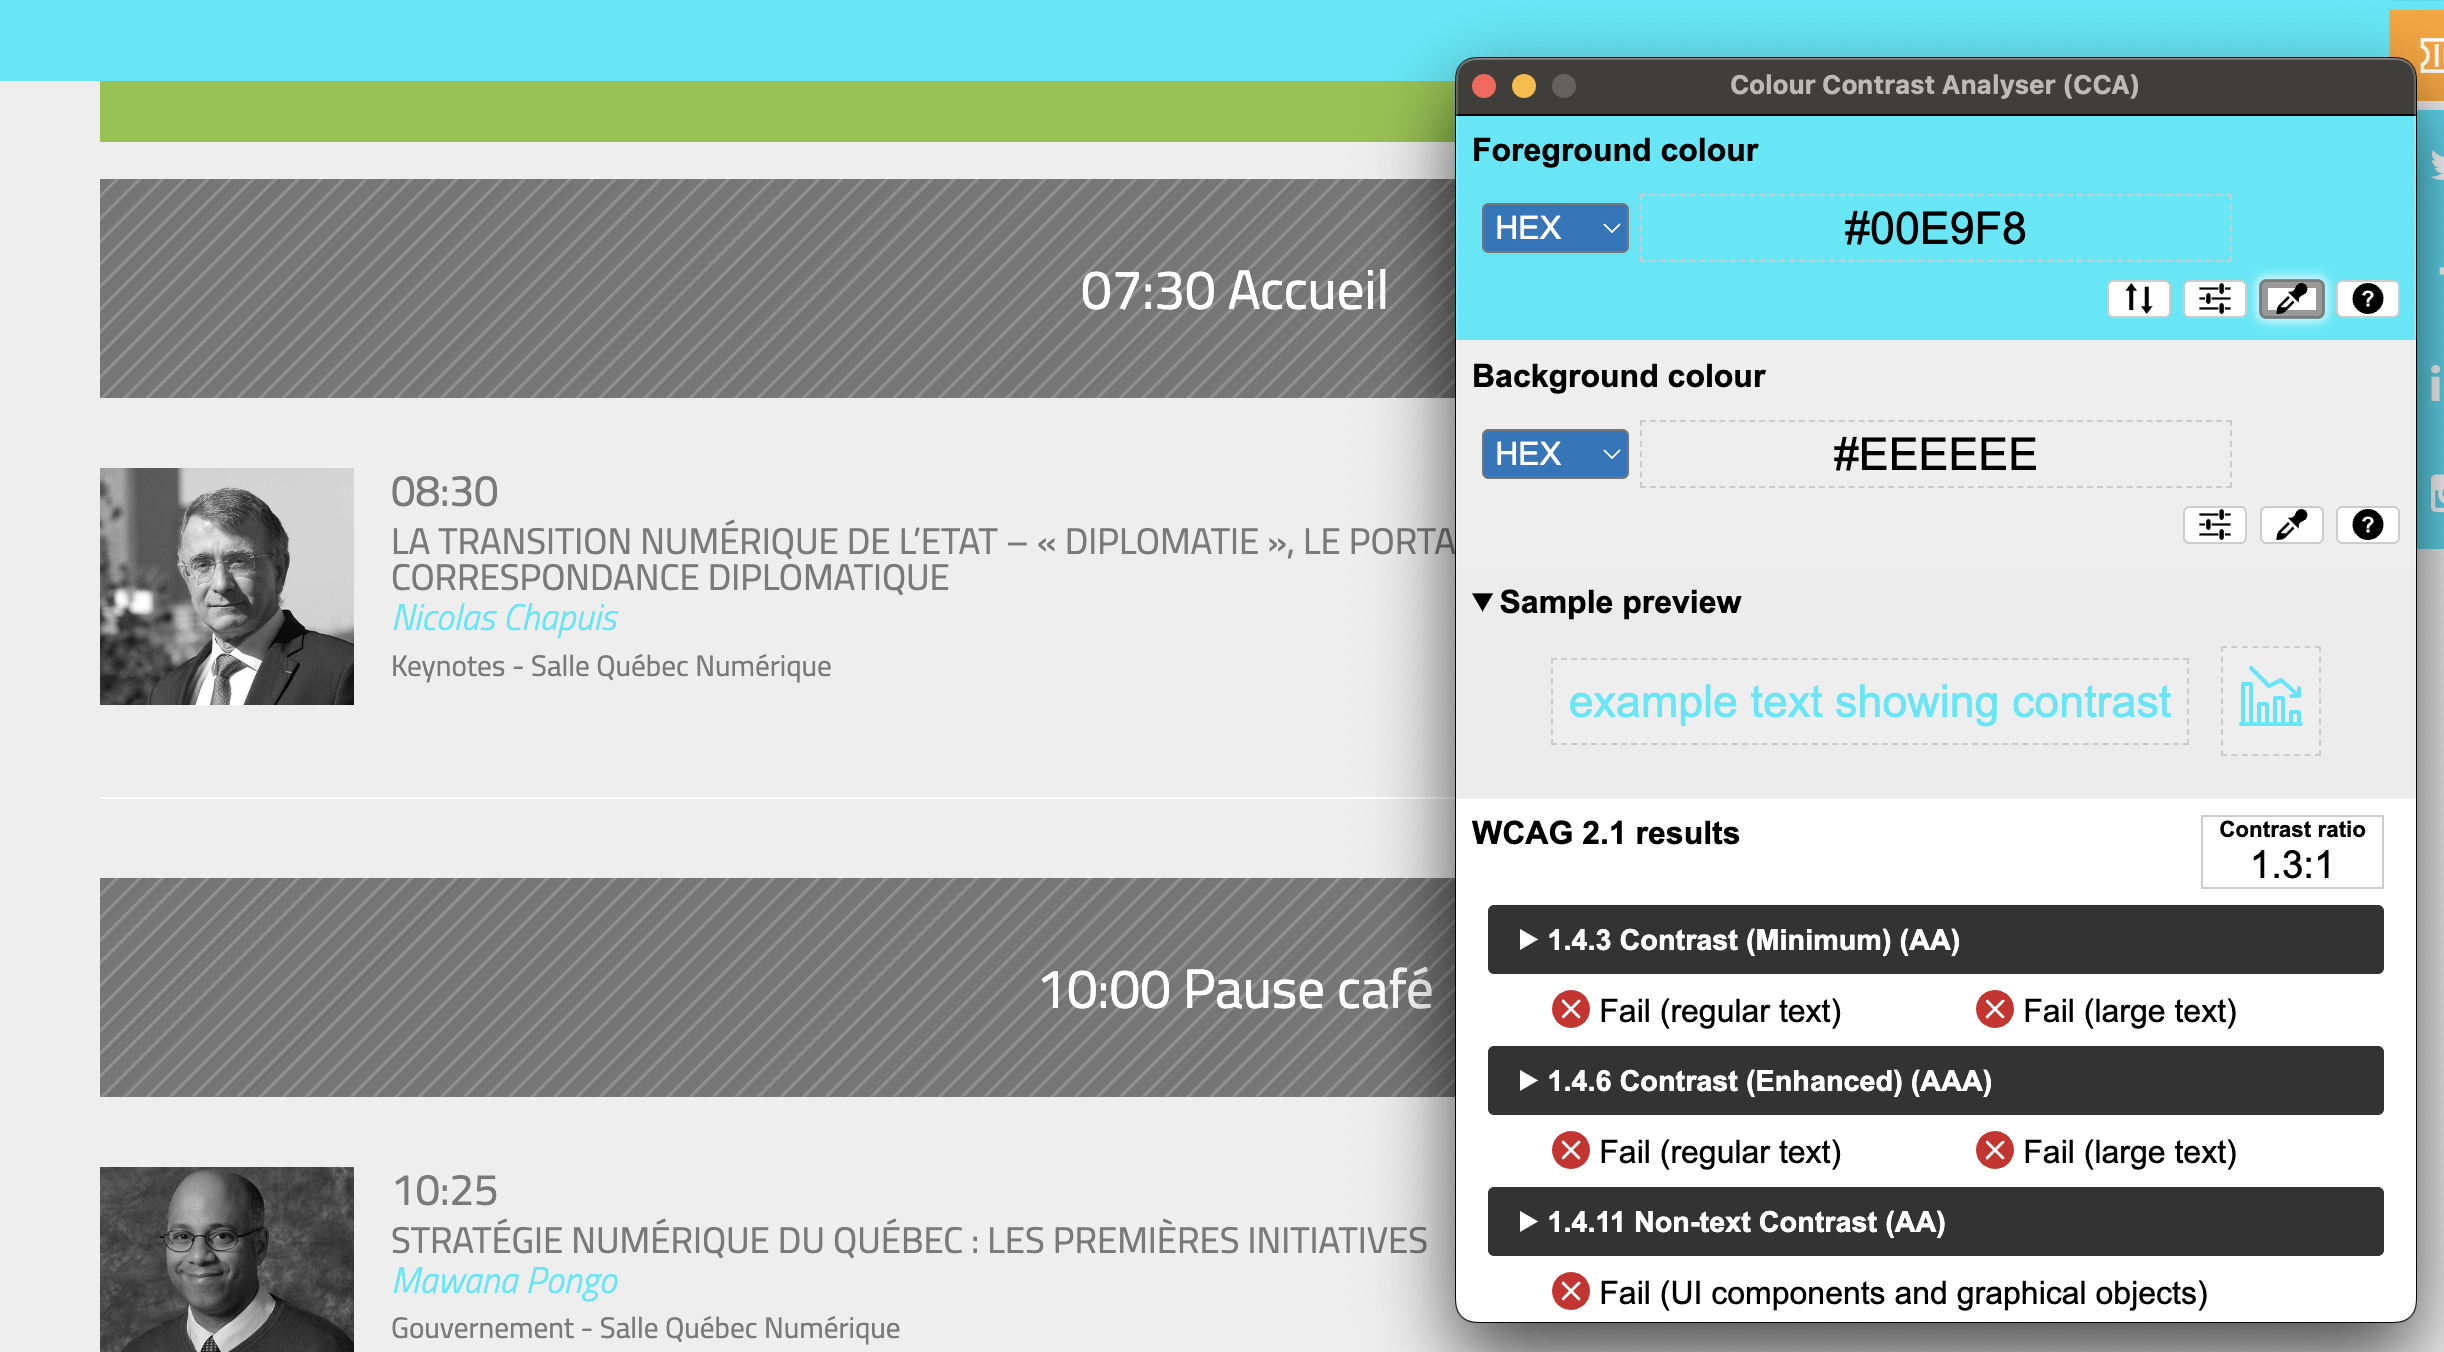 07:30 Accueil
08:30
LA TRANSITION NUMÉRIQUE DE L’ETAT – « DIPLOMATIE », LE PORTA
CORRESPONDANCE DIPLOMATIQUE
Nicolas Chapuis
Keynotes - Salle Québec Numérique
10:00 Pause café
10:25
STRATÉGIE NUMÉRIQUE DU QUÉBEC : LES PREMIÈRES INITIATIVES
Mawana Pongo
Gouvernement - Salle Québec Numérique
Colour Contrast Analyser (CCA)
Foreground colour
HEX
#00E9F8
Background colour
HEX
#EEEEEE
Sample preview
example text showing contrast
WCAG 2.1 results
Contrast ratio
1.3:1
1.4.3 Contrast (Minimum) (AA)
Fail (regular text)
Fail (large text)
1.4.6 Contrast (Enhanced) (AAA)
Fail (regular text)
Fail (large text)
1.4.11 Non-text Contrast (AA)
Fail (UI components and graphical objects)